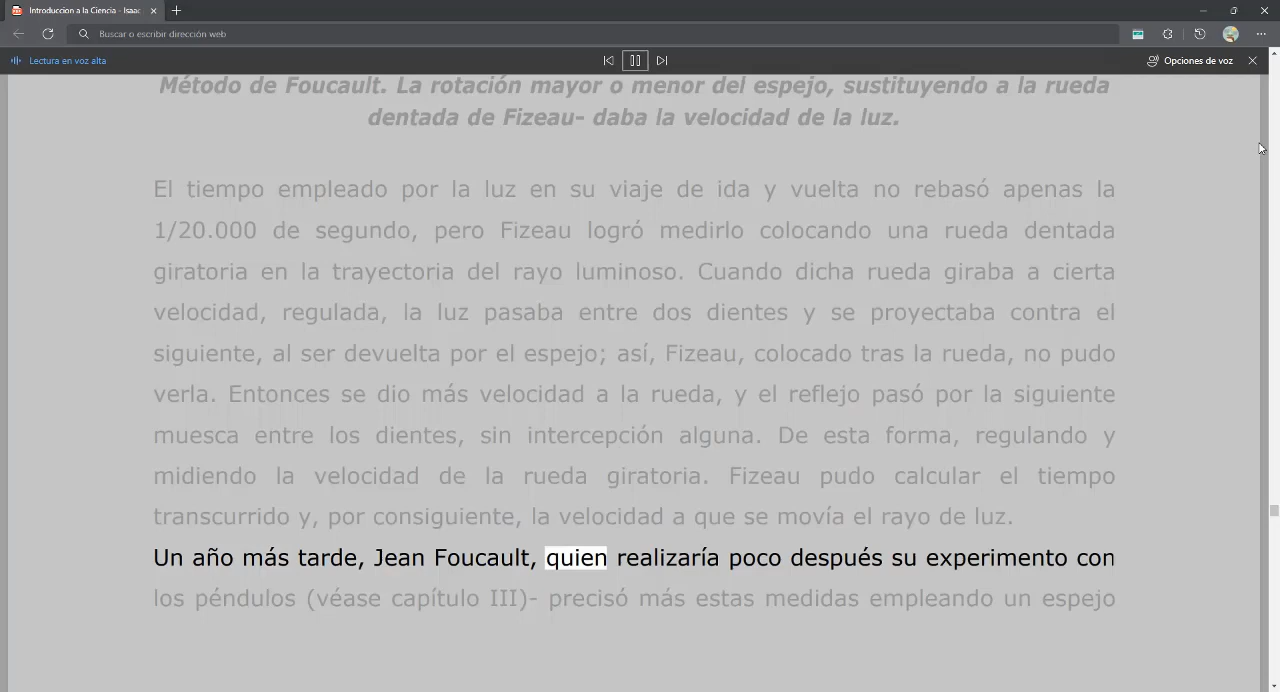 Introduccion a la Ciencia - Isaac
Buscar o escribir dirección web
Lectura en voz alta
Opciones de voz
Método de Foucault. La rotación mayor o menor del espejo, sustituyendo a la rueda
dentada de Fizeau- daba la velocidad de la luz.
El tiempo empleado por la luz en su viaje de ida y vuelta no rebasó apenas la
1/20.000 de segundo, pero Fizeau logró medirlo colocando una rueda dentada
giratoria en la trayectoria del rayo luminoso. Cuando dicha rueda giraba a cierta
velocidad, regulada, la luz pasaba entre dos dientes y se proyectaba contra el
siguiente, al ser devuelta por el espejo; así, Fizeau, colocado tras la rueda, no pudo
verla. Entonces se dio más velocidad a la rueda, y el reflejo pasó por la siguiente
muesca entre los dientes, sin intercepción alguna. De esta forma, regulando y
midiendo la velocidad de la rueda giratoria. Fizeau pudo calcular el tiempo
transcurrido y, por consiguiente, la velocidad a que se movía el rayo de luz.
Un año más tarde, Jean Foucault, quien realizaría poco después su experimento con
los péndulos (véase capítulo III)- precisó más estas medidas empleando un espejo